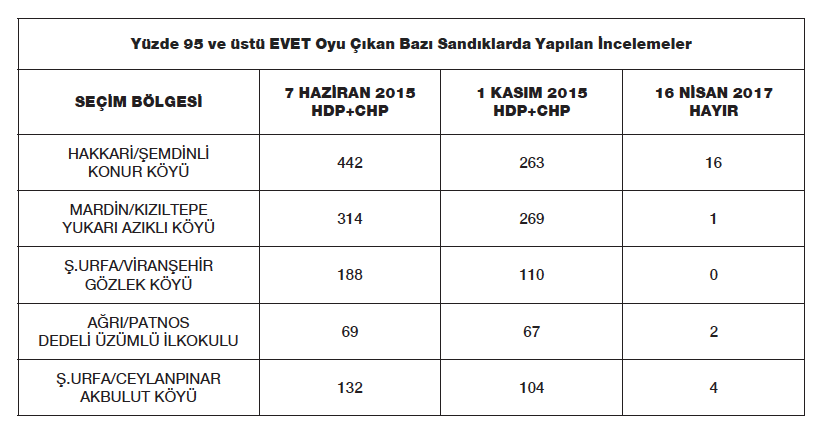 Yüzde 95 ve üstü EVET Oyu Çıkan Bazı Sandıklarda Yapılan İncelemeler
SEÇİM BÖLGESİ
7 HAZİRAN 2015
HDP+CHP
1 KASIM 2015
HDP+CHP
16 NİSAN 2017
HAYIR
HAKKARİ/ŞEMDİNLİ
KONUR KÖYÜ
442
263
16
MARDİN/KIZILTEPE
YUKARI AZIKLI KÖYÜ
314
269
1
Ş.URFA/VİRANŞEHİR
GÖZLEK KÖYÜ
188
110
0
AĞRI/PATNOS
DEDELİ ÜZÜMLÜ İLKOKULU
69
67
2
Ş.URFA/CEYLANPINAR
AKBULUT KÖYÜ
132
104
4